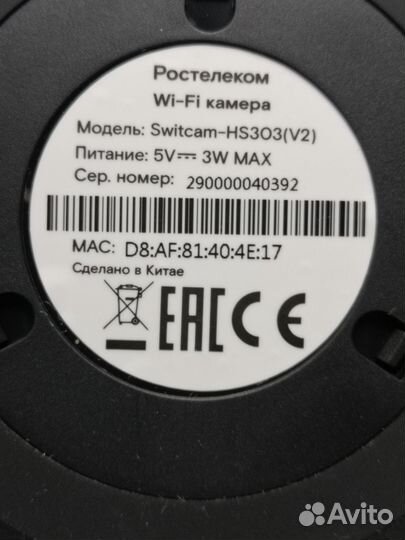 Ростелеком
Wi-Fi камера
Модель: Switcam-HS303(V2)
Питание: 5V⎓ 3W MAX
Сер. номер: 290000040392
MAC: D8:AF:81:40:4E:17
Сделано в Китае
EAC CE
Avito